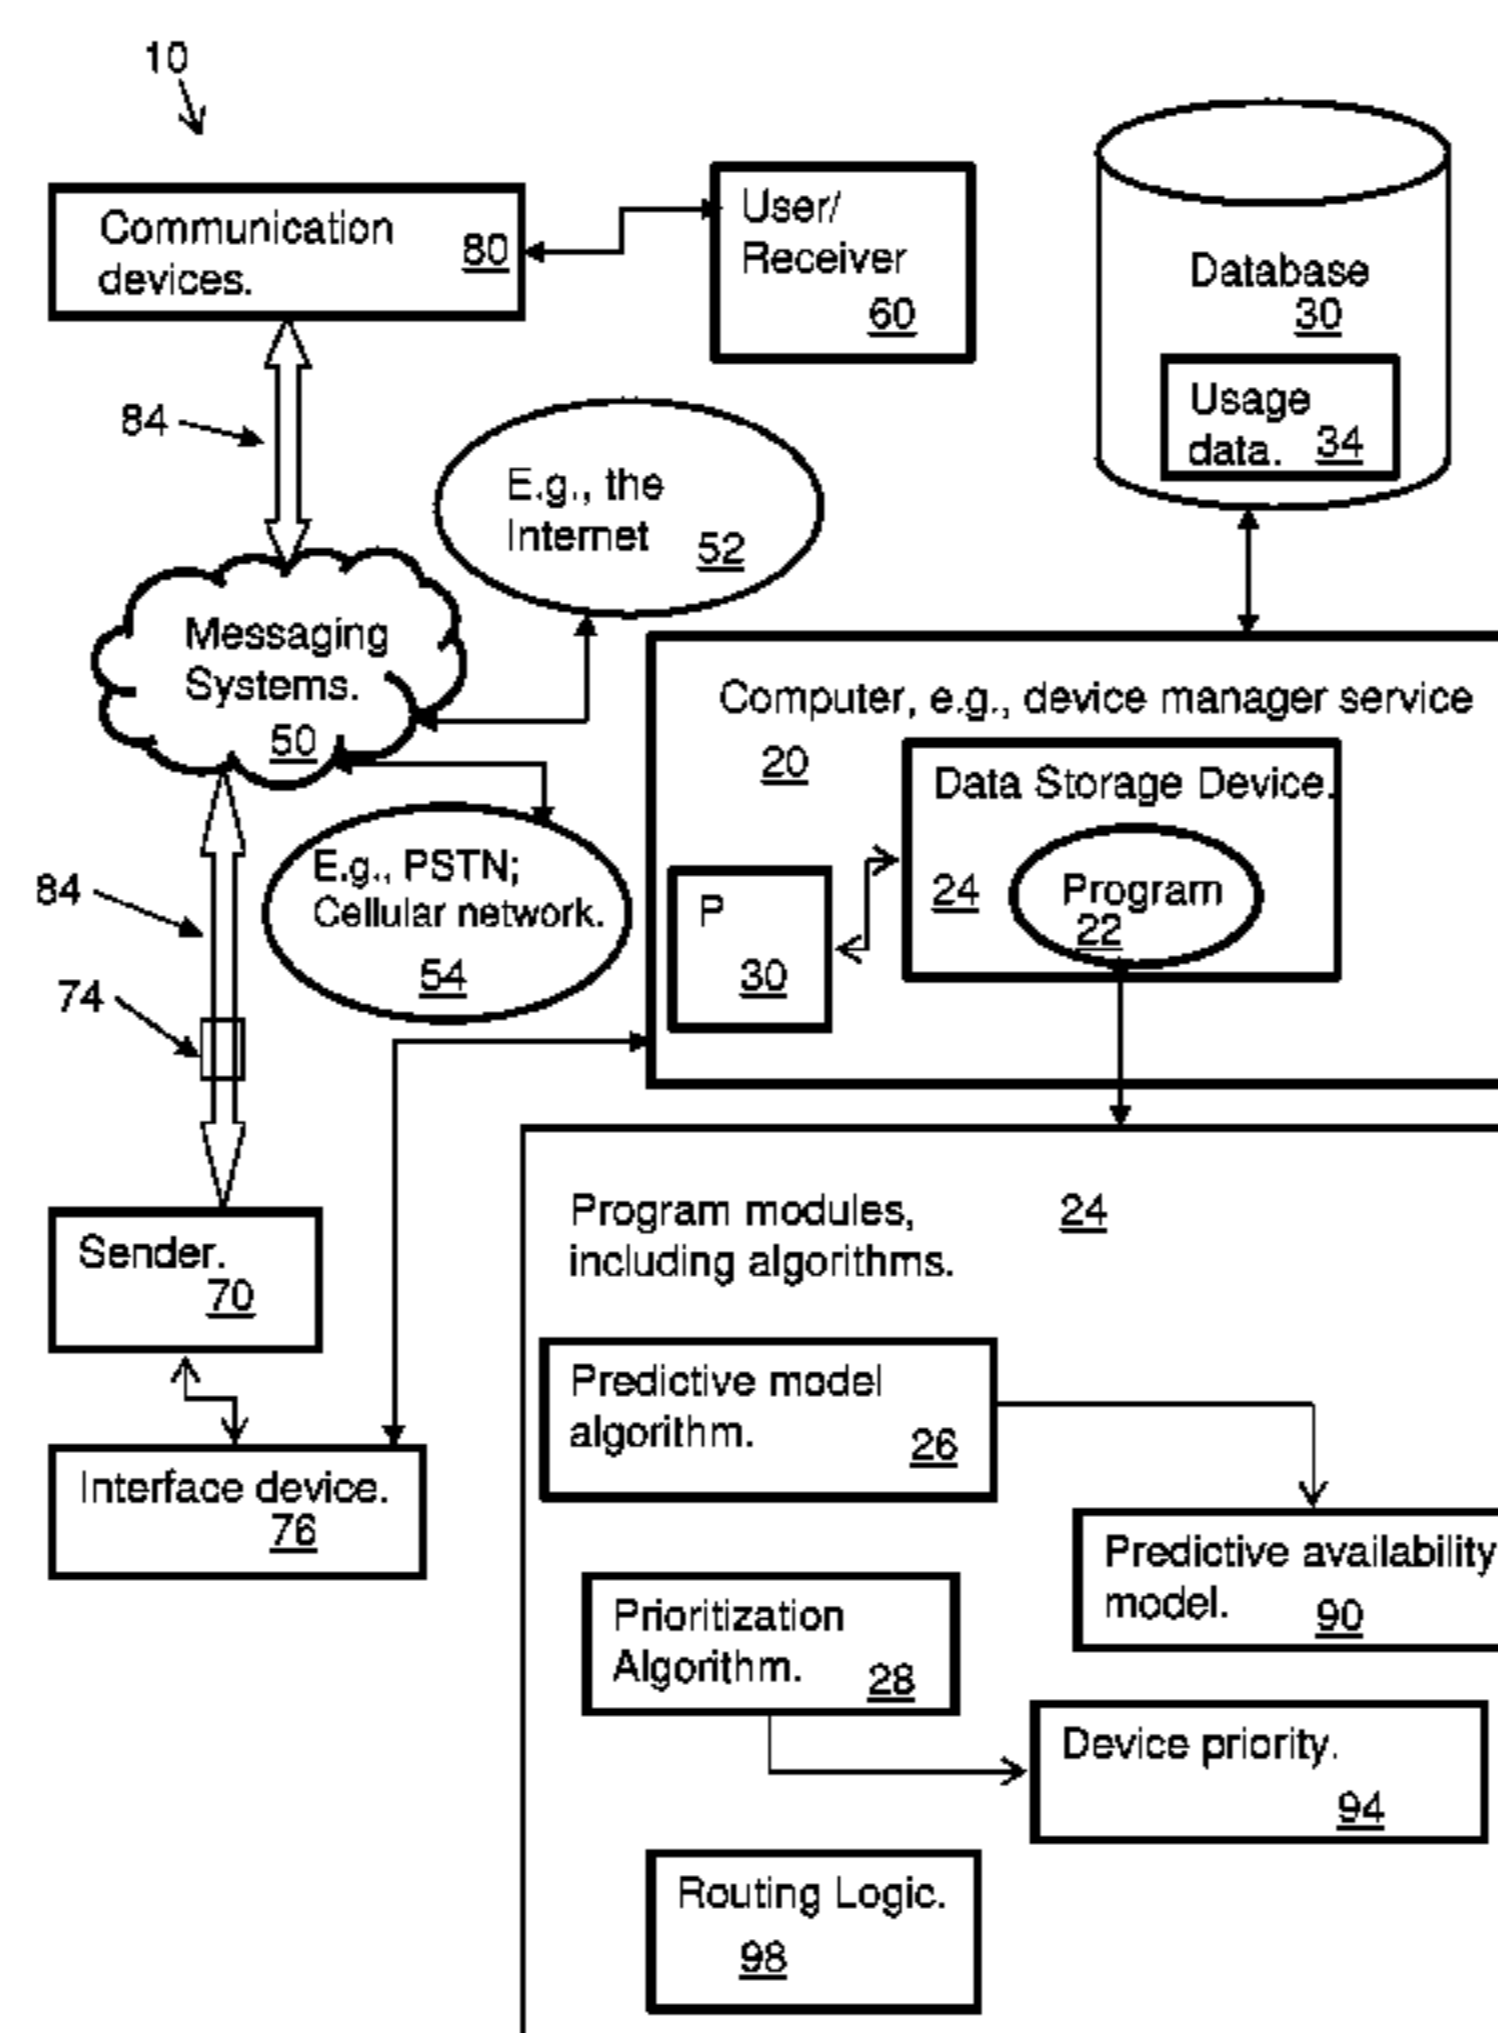 10
Communication
devices.
80
User/
Receiver
60
Database
30
Usage
data.
34
84
E.g., the
Internet
52
Messaging
Systems.
50
Computer, e.g., device manager service
20
Data Storage Device.
24
Program
22
P
30
E.g., PSTN;
Cellular network.
54
84
74
Sender.
70
Interface device.
76
Program modules,
including algorithms.
24
Predictive model
algorithm.
26
Predictive availability
model.
90
Prioritization
Algorithm.
28
Device priority.
94
Routing Logic.
98